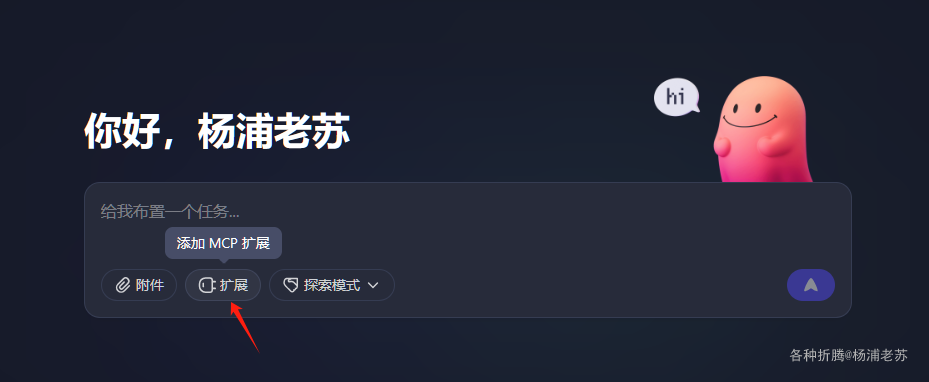 hi
你好，杨浦老苏
给我布置一个任务...
添加 MCP 扩展
附件
扩展
探索模式
各种折腾@杨浦老苏